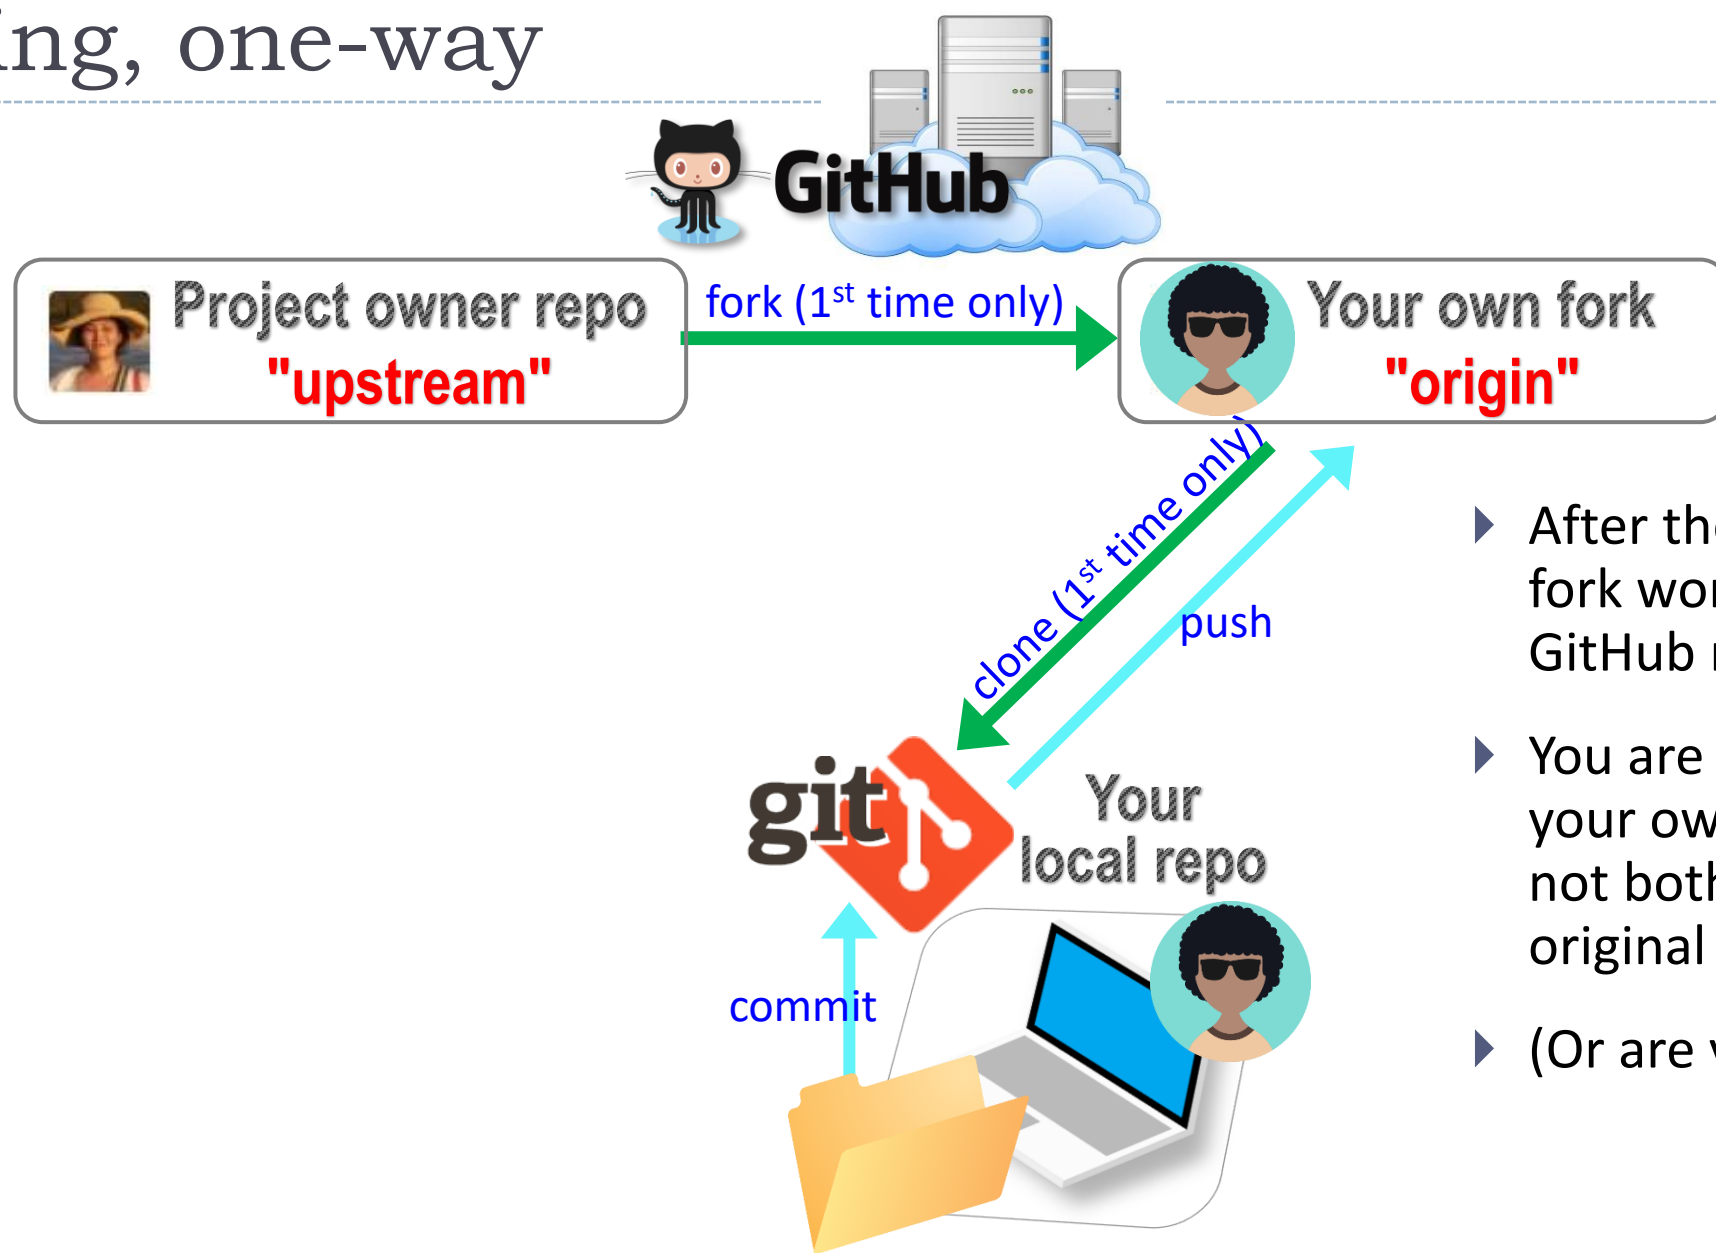 ing, one-way
GitHub
Project owner repo
"upstream"
fork (1st time only)
Your own fork
"origin"
clone (1st time only)
push
After the
fork wor
GitHub
You are
your ow
not both
original
(Or are
git
Your
local repo
commit